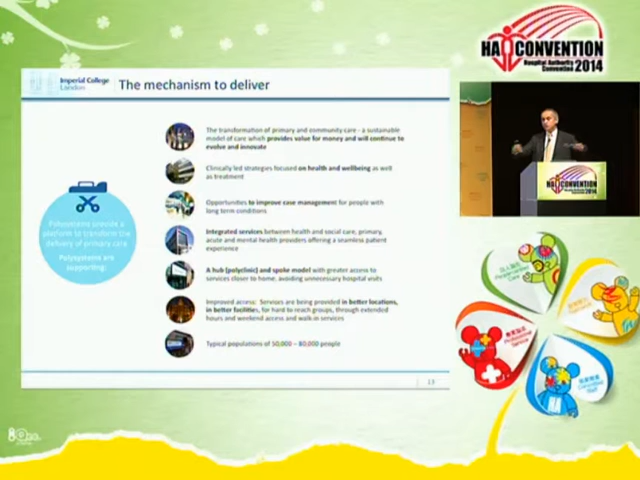 HA CONVENTION
Hospital Authority
Convention 2014
Imperial College
London
The mechanism to deliver
The transformation of primary and community care - a sustainable
model of care which provides value for money and will continue to
evolve and innovate
Clinically led strategies focused on health and wellbeing as well
as treatment
Opportunities to improve case management for people with
long term conditions
Polysystems provide a
platform to transform the
delivery of primary care
Polysystems are
supporting:
Integrated services between health and social care, primary,
acute and mental health providers offering a seamless patient
experience
A hub [polyclinic] and spoke model with greater access to
services closer to home, avoiding unnecessary hospital visits
Improved access: Services are being provided in better locations,
in better facilities, for hard to reach groups, through extended
hours and weekend access and walk-in services
Typical populations of 50,000 – 80,000 people
HA CONVENTION
2014
People-centred
Care
Professional
Service
Committed
Staff